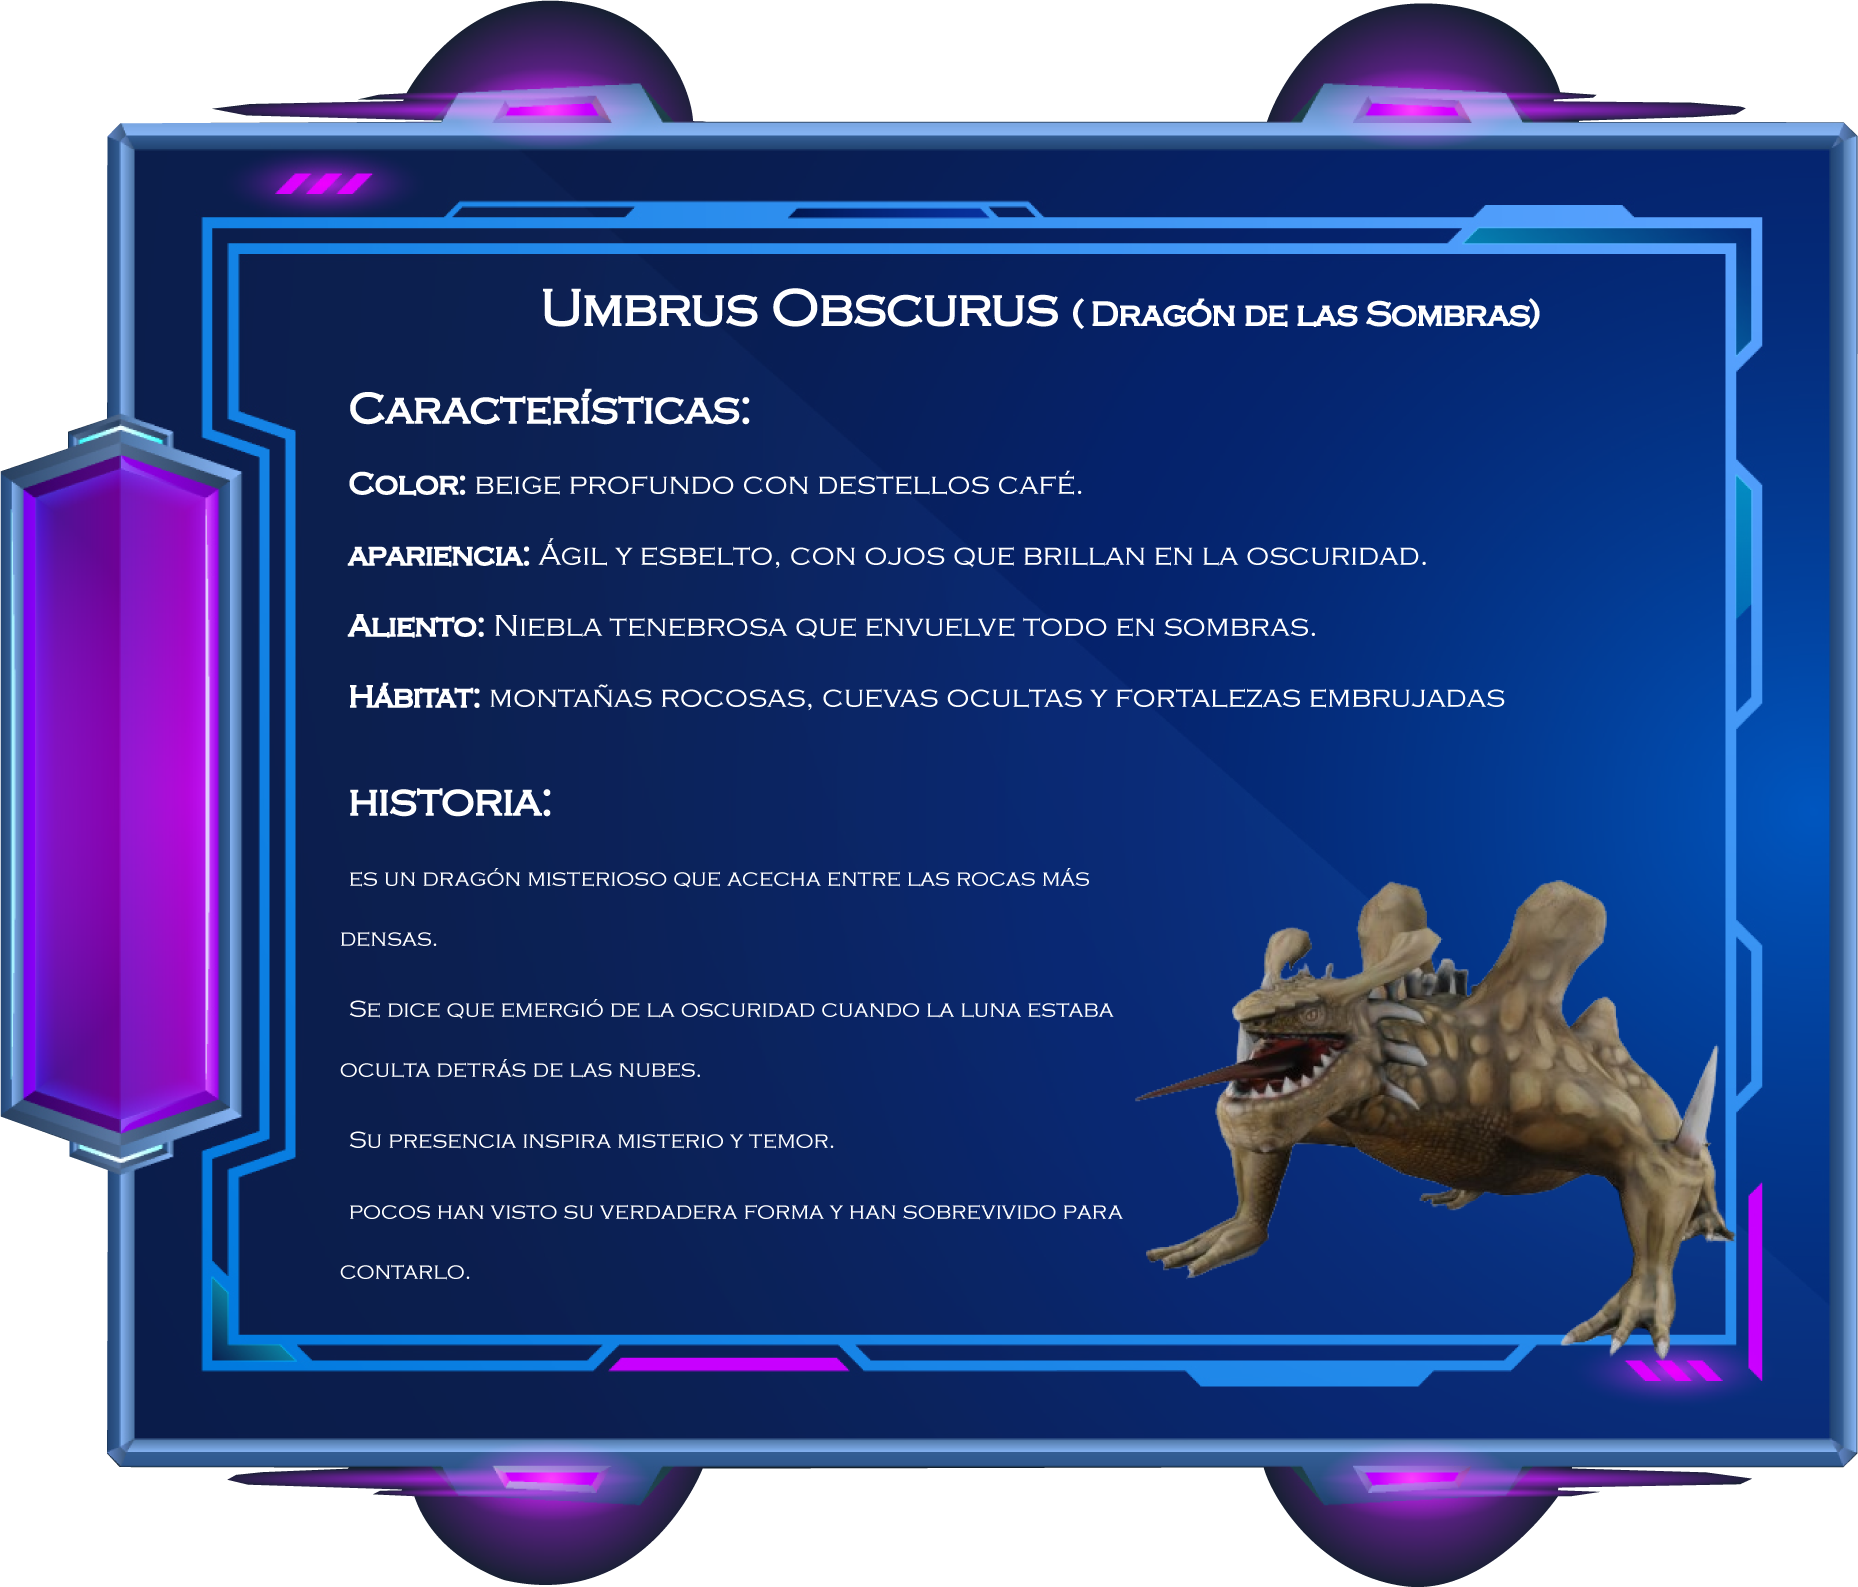 Umbrus Obscurus ( Dragón de las Sombras)
Características:
Color: beige profundo con destellos café.
apariencia: Ágil y esbelto, con ojos que brillan en la oscuridad.
Aliento: Niebla tenebrosa que envuelve todo en sombras.
Hábitat: montañas rocosas, cuevas ocultas y fortalezas embrujadas
historia:
es un dragón misterioso que acecha entre las rocas más
densas.
Se dice que emergió de la oscuridad cuando la luna estaba
oculta detrás de las nubes.
Su presencia inspira misterio y temor.
pocos han visto su verdadera forma y han sobrevivido para
contarlo.